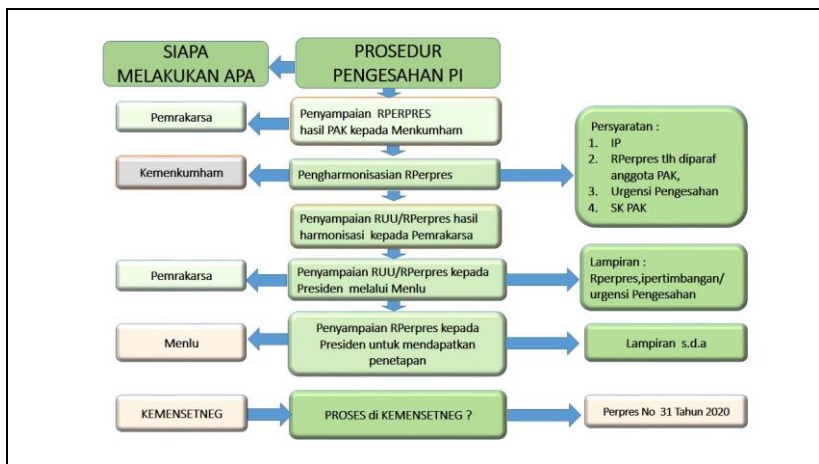 SIAPA
MELAKUKAN APA
PROSEDUR
PENGESAHAN PI
Pemrakarsa
Penyampaian RPERPRES
hasil PAK kepada Menkumham
Persyaratan :
1. IP
2. RPerpres tlh diparaf
anggota PAK,
3. Urgensi Pengesahan
4. SK PAK
Kemenkumham
Pengharmonisasian RPerpres
Penyampaian RUU/RPerpres hasil
harmonisasi kepada Pemrakarsa
Pemrakarsa
Penyampaian RUU/RPerpres kepada
Presiden melalui Menlu
Lampiran :
Rperpres,ipertimbangan/
urgensi Pengesahan
Menlu
Penyampaian RPerpres kepada
Presiden untuk mendapatkan
penetapan
Lampiran s.d.a
KEMENSETNEG
PROSES di KEMENSETNEG ?
Perpres No 31 Tahun 2020